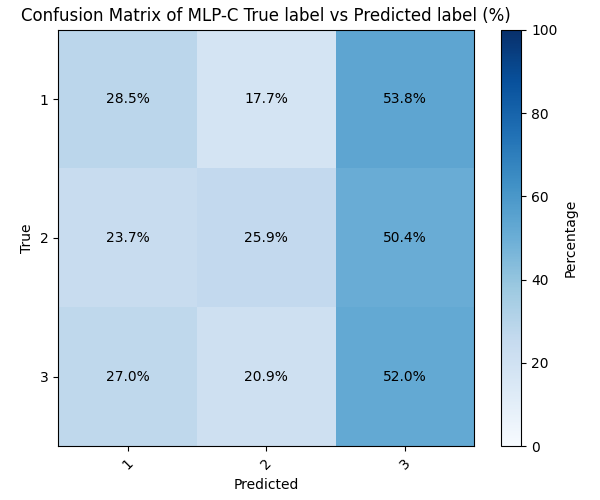 Confusion Matrix of MLP-C True label vs Predicted label (%)
True
1
28.5% 17.7% 53.8%
2
23.7% 25.9% 50.4%
3
27.0% 20.9% 52.0%
1 2 3
Predicted
100
80
60
40
20
0
Percentage